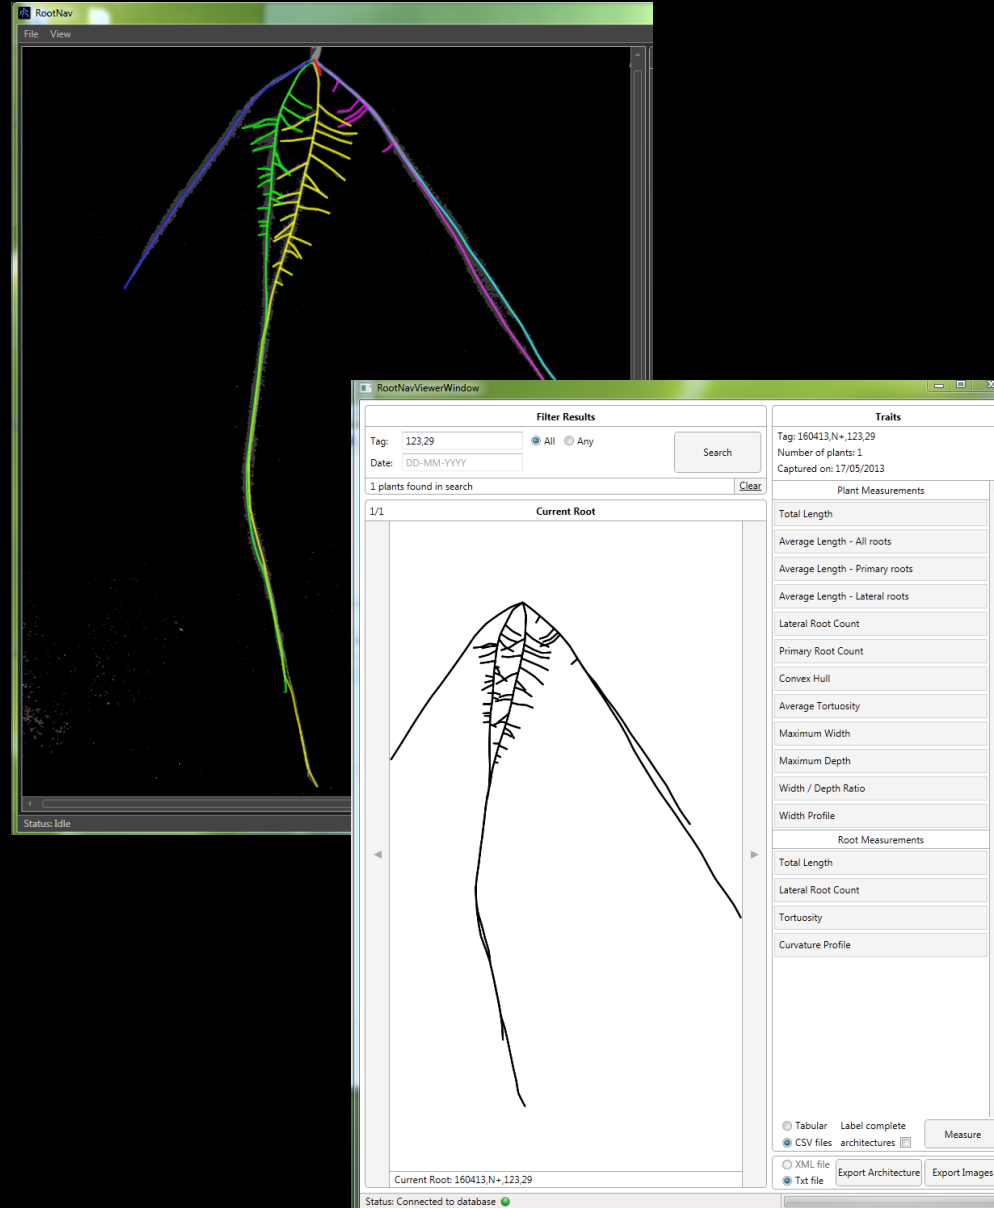 RootNav
File View
Status: Idle
RootNavViewerWindow
Filter Results
Tag: 123,29 All Any
Search
Date: DD-MM-YYYY
1 plants found in search Clear
1/1 Current Root
Current Root: 160413,N+,123,29
Status: Connected to database
Traits
Tag: 160413,N+,123,29
Number of plants: 1
Captured on: 17/05/2013
Plant Measurements
Total Length
Average Length - All roots
Average Length - Primary roots
Average Length - Lateral roots
Lateral Root Count
Primary Root Count
Convex Hull
Average Tortuosity
Maximum Width
Maximum Depth
Width / Depth Ratio
Width Profile
Root Measurements
Total Length
Lateral Root Count
Tortuosity
Curvature Profile
Tabular Label complete
CSV files architectures
Measure
XML file
Txt file
Export Architecture Export Images